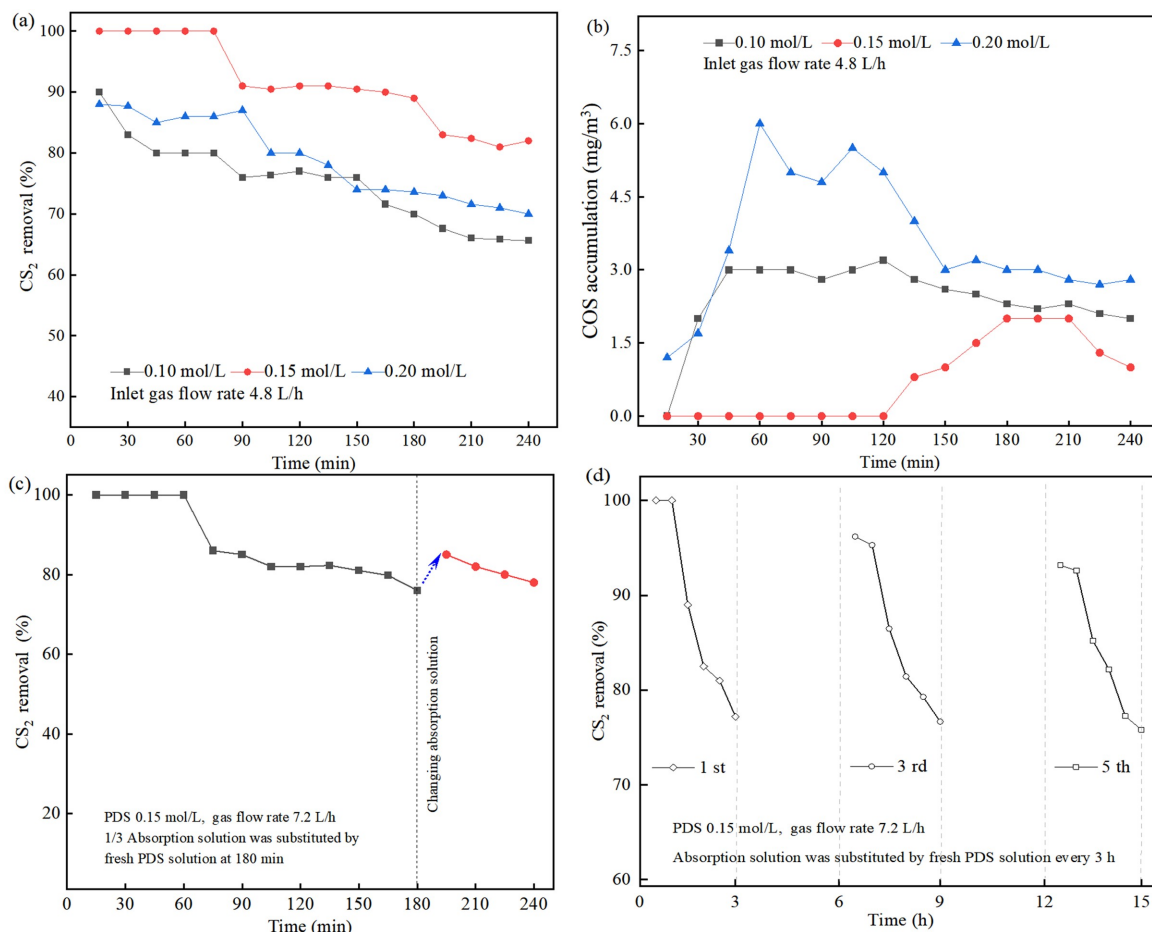 (a)
100
90
80
70
60
50
40
CS₂ removal (%)
0.10 mol/L 0.15 mol/L 0.20 mol/L
Inlet gas flow rate 4.8 L/h
0 30 60 90 120 150 180 210 240
Time (min)
(b)
7.5
6.0
4.5
3.0
1.5
0.0
COS accumulation (mg/m³)
0.10 mol/L 0.15 mol/L 0.20 mol/L
Inlet gas flow rate 4.8 L/h
30 60 90 120 150 180 210 240
Time (min)
(c)
100
80
60
40
20
CS₂ removal (%)
Changing absorption solution
PDS 0.15 mol/L, gas flow rate 7.2 L/h
1/3 Absorption solution was substituted by
fresh PDS solution at 180 min
0 30 60 90 120 150 180 210 240
Time (min)
(d)
100
90
80
70
60
CS₂ removal (%)
1 st 3 rd 5 th
PDS 0.15 mol/L, gas flow rate 7.2 L/h
Absorption solution was substituted by fresh PDS solution every 3 h
0 3 6 9 12 15
Time (h)